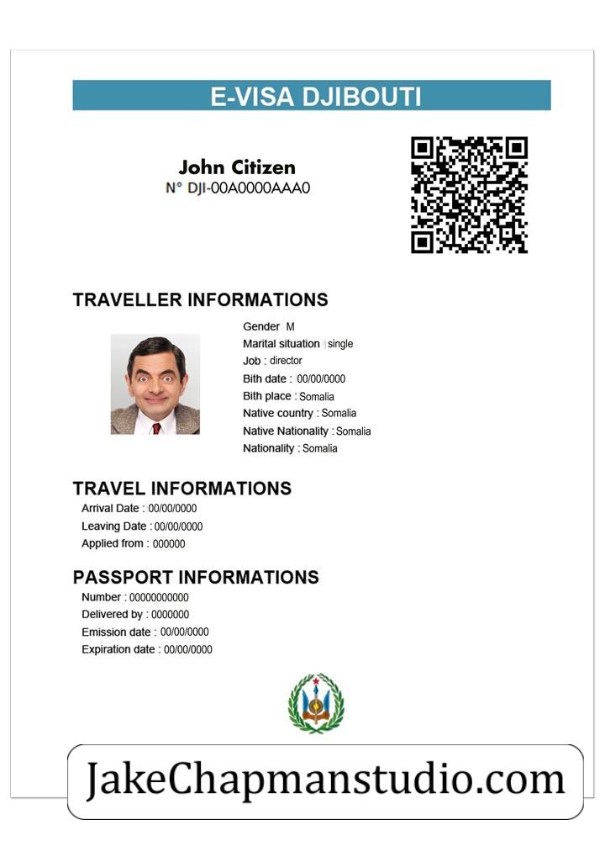 E-VISA DJIBOUTI
John Citizen
N° DJI-00A0000AAA0
TRAVELLER INFORMATIONS
Gender M
Marital situation : single
Job : director
Bith date : 00/00/0000
Bith place : Somalia
Native country : Somalia
Native Nationality : Somalia
Nationality : Somalia
TRAVEL INFORMATIONS
Arrival Date : 00/00/0000
Leaving Date : 00/00/0000
Applied from : 000000
PASSPORT INFORMATIONS
Number : 00000000000
Delivered by : 0000000
Emission date : 00/00/0000
Expiration date : 00/00/0000
JakeChapmanstudio.com